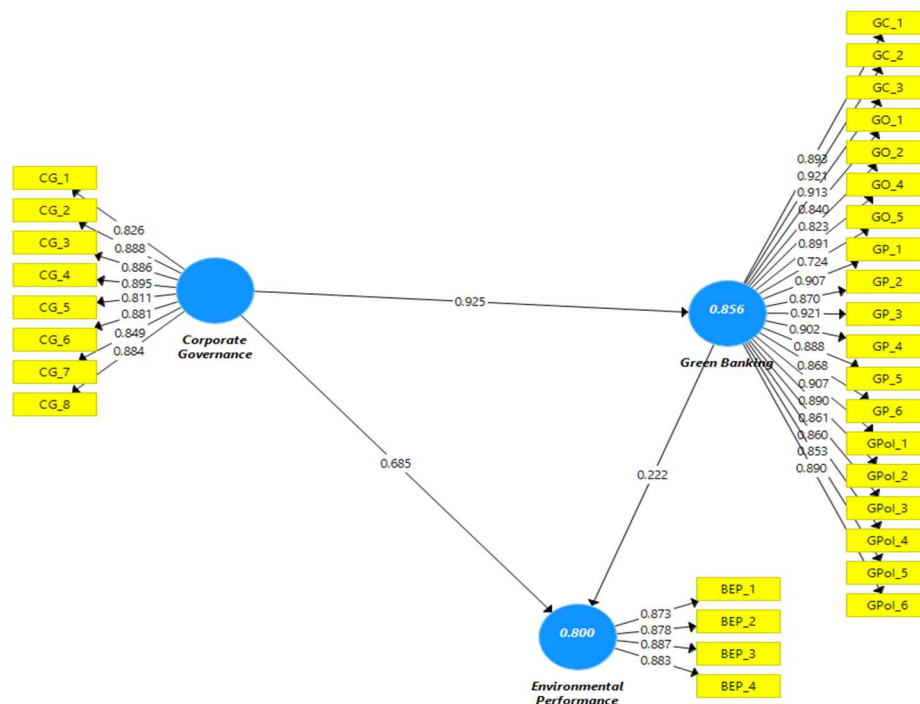 GC_1
GC_2
GC_3
GO_1
GO_2
GO_4
GO_5
GP_1
GP_2
GP_3
GP_4
GP_5
GP_6
GPol_1
GPol_2
GPol_3
GPol_4
GPol_5
GPol_6
0.893
0.921
0.913
0.840
0.823
0.891
0.724
0.907
0.870
0.921
0.902
0.888
0.868
0.907
0.890
0.861
0.860
0.853
0.890
CG_1
CG_2
CG_3
CG_4
CG_5
CG_6
CG_7
CG_8
0.826
0.888
0.886
0.895
0.811
0.881
0.849
0.884
Corporate
Governance
0.925
0.856
Green Banking
0.685
0.222
0.800
Environmental
Performance
0.873
0.878
0.887
0.883
BEP_1
BEP_2
BEP_3
BEP_4